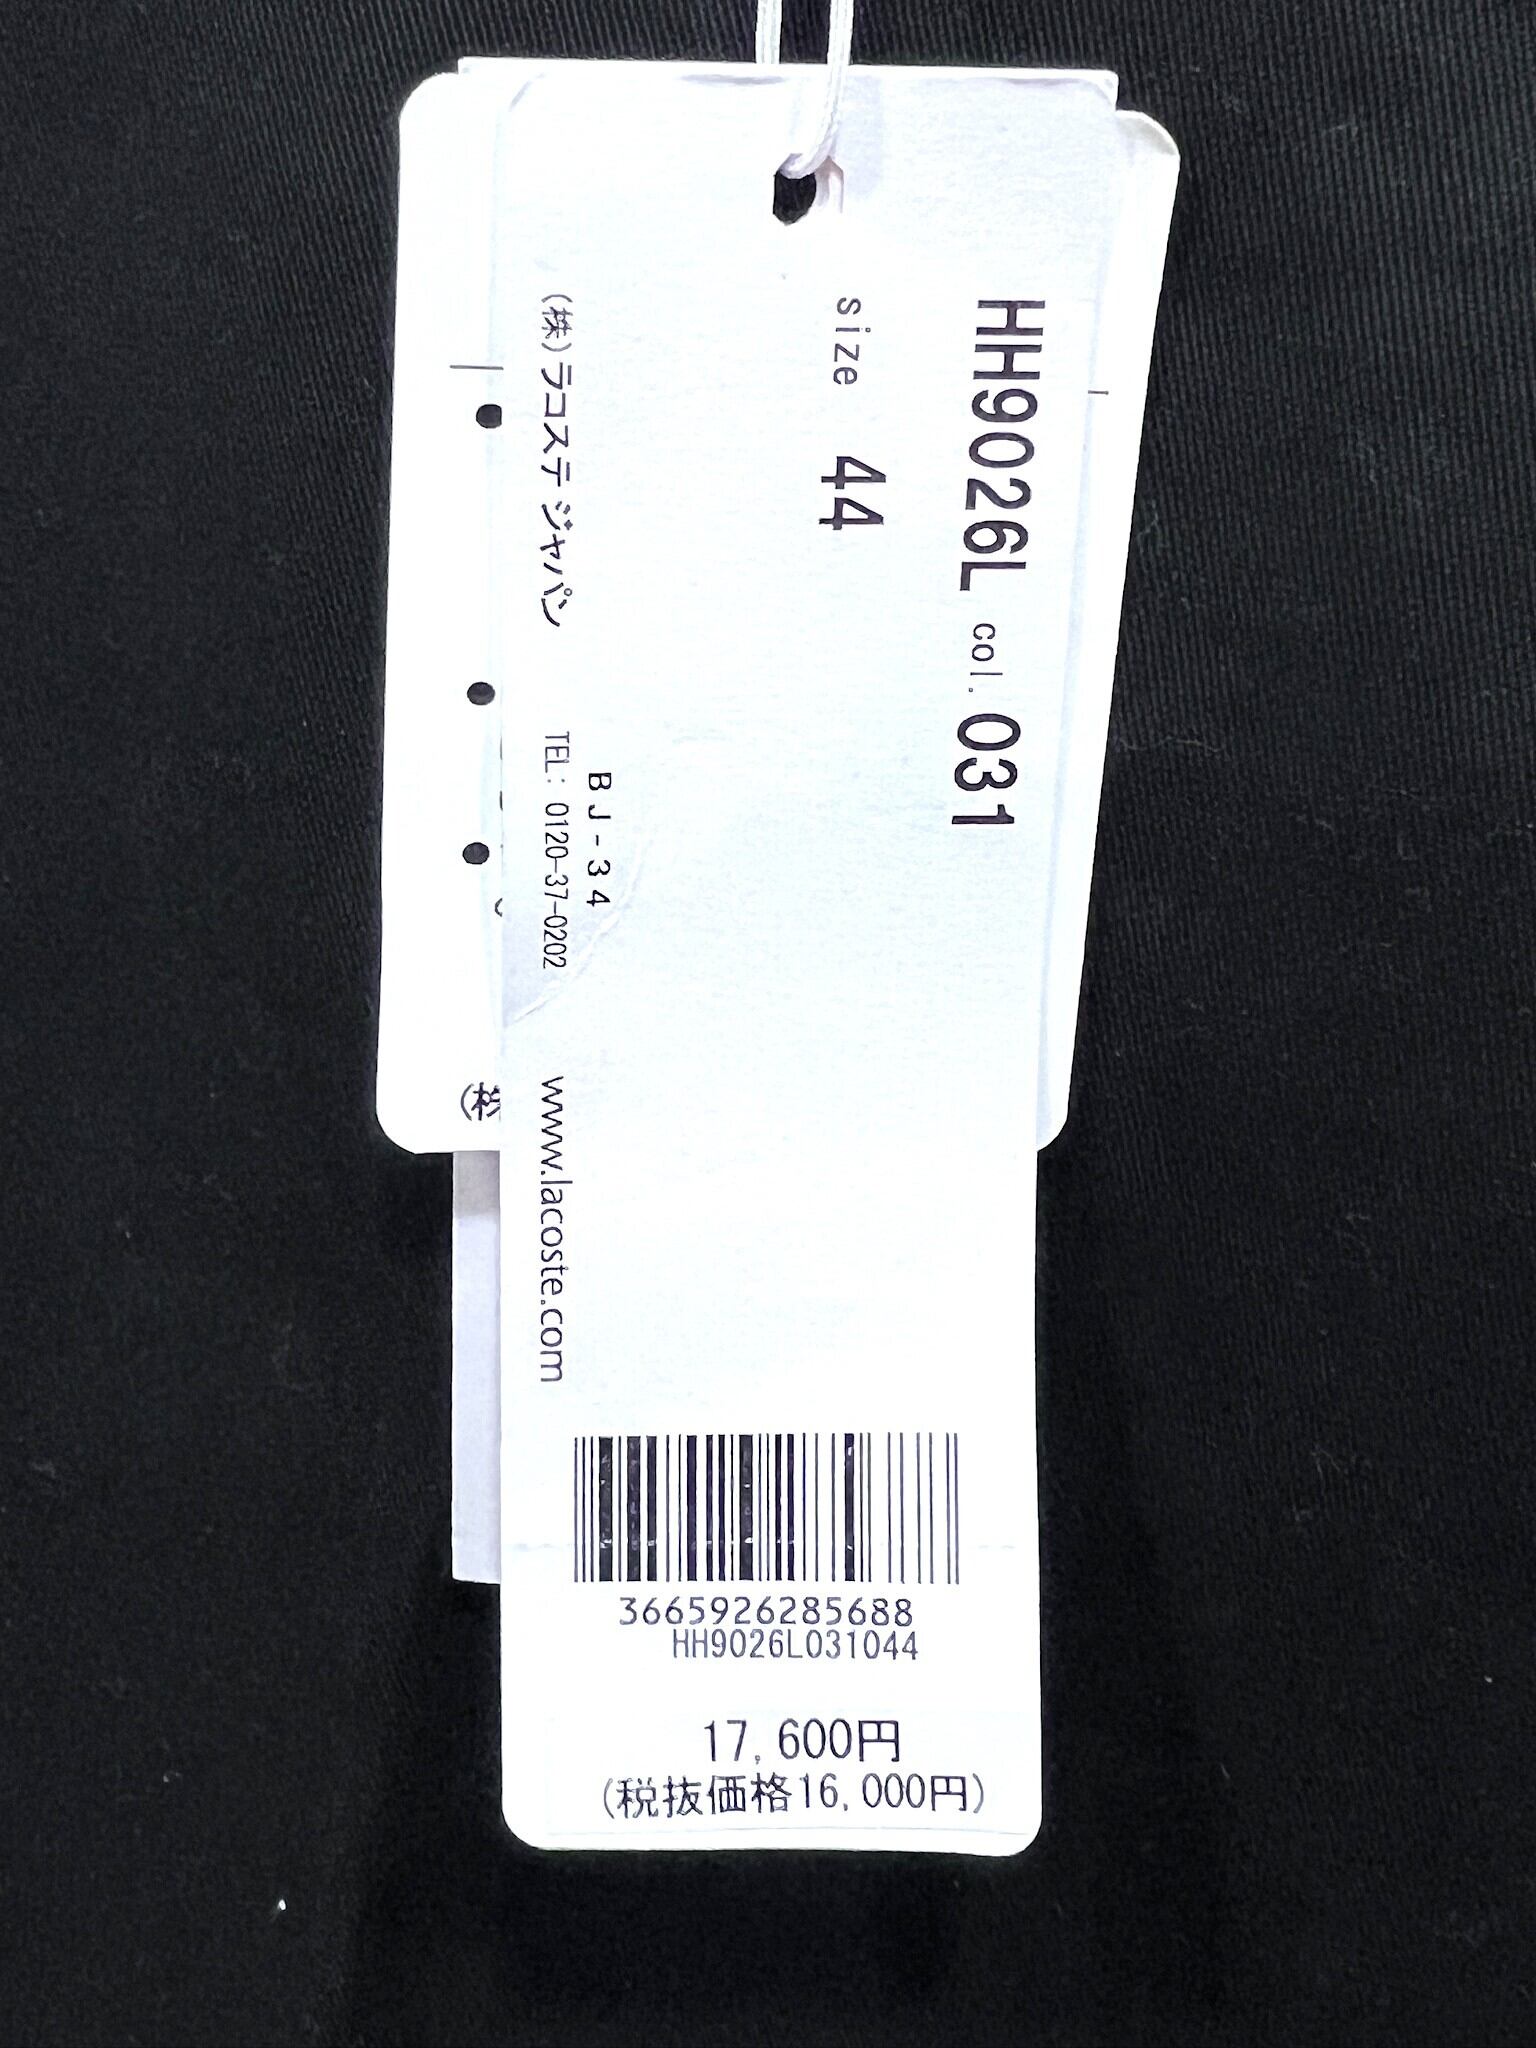 HH9026L col. 031
size 44
BJ-34
(株)ラコステ ジャパン TEL: 0120-37-0202 www.lacoste.com
(株
3665926285688
HH9026L031044
17,600円
(税抜価格16,000円)